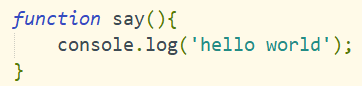 function say(){
    console.log('hello world');
}